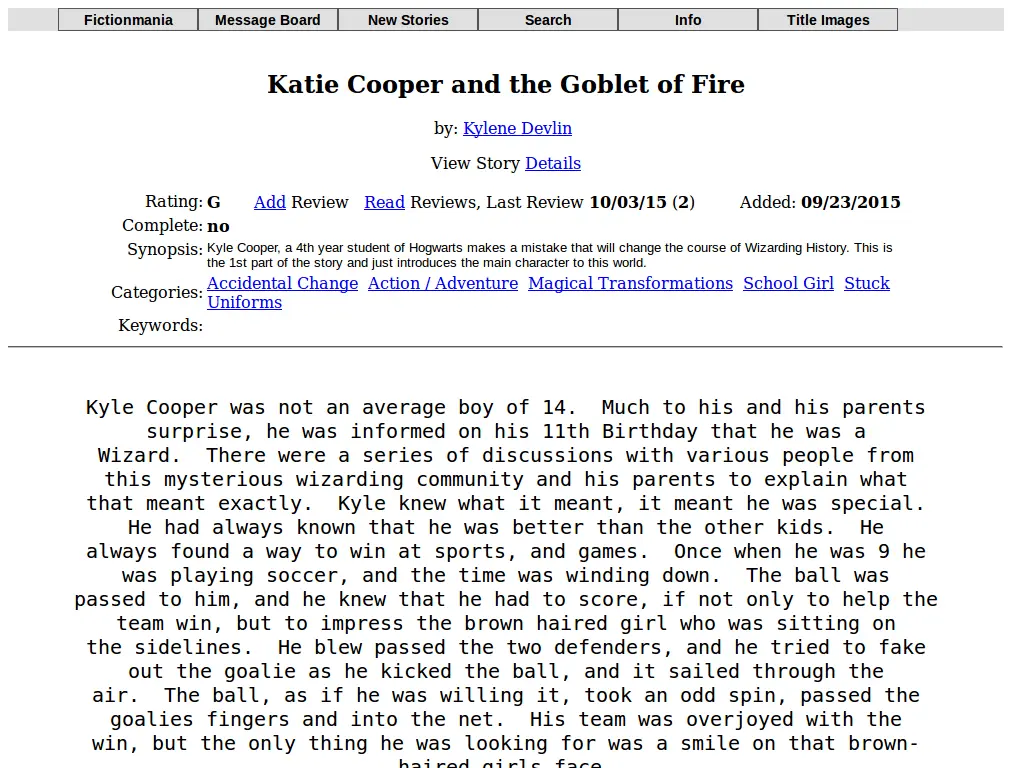 Fictionmania Message Board New Stories Search Info Title Images
Katie Cooper and the Goblet of Fire
by: Kylene Devlin
View Story Details
Rating: G Add Review Read Reviews, Last Review 10/03/15 (2) Added: 09/23/2015
Complete: no
Synopsis: Kyle Cooper, a 4th year student of Hogwarts makes a mistake that will change the course of Wizarding History. This is
the 1st part of the story and just introduces the main character to this world.
Categories: Accidental Change Action / Adventure Magical Transformations School Girl Stuck
Uniforms
Keywords:
Kyle Cooper was not an average boy of 14. Much to his and his parents
surprise, he was informed on his 11th Birthday that he was a
Wizard. There were a series of discussions with various people from
this mysterious wizarding community and his parents to explain what
that meant exactly. Kyle knew what it meant, it meant he was special.
He had always known that he was better than the other kids. He
always found a way to win at sports, and games. Once when he was 9 he
was playing soccer, and the time was winding down. The ball was
passed to him, and he knew that he had to score, if not only to help the
team win, but to impress the brown haired girl who was sitting on
the sidelines. He blew passed the two defenders, and he tried to fake
out the goalie as he kicked the ball, and it sailed through the
air. The ball, as if he was willing it, took an odd spin, passed the
goalies fingers and into the net. His team was overjoyed with the
win, but the only thing he was looking for was a smile on that brown-
haired girls face